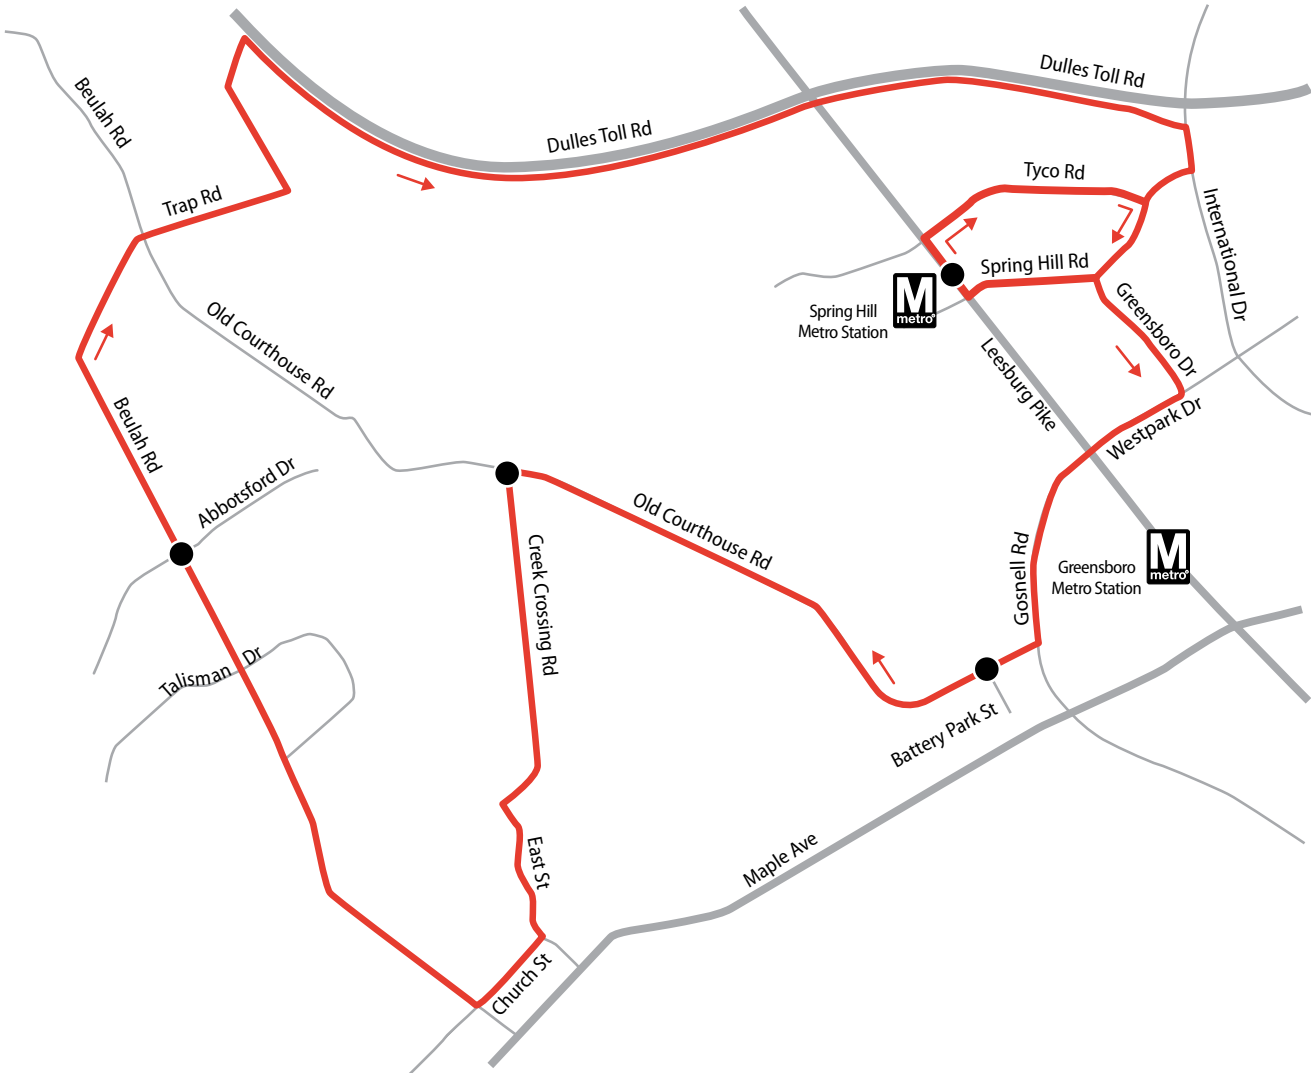 Dulles Toll Rd
Beulah Rd
Dulles Toll Rd
Tyco Rd
Trap Rd
International Dr
Spring Hill Rd
M
metro
Spring Hill
Metro Station
Greensboro Dr
Old Courthouse Rd
Leesburg Pike
Beulah Rd
Westpark Dr
Abbotsford Dr
Old Courthouse Rd
Creek Crossing Rd
Gosnell Rd
M
metro
Greensboro
Metro Station
Talisman Dr
Battery Park St
East St
Maple Ave
Church St